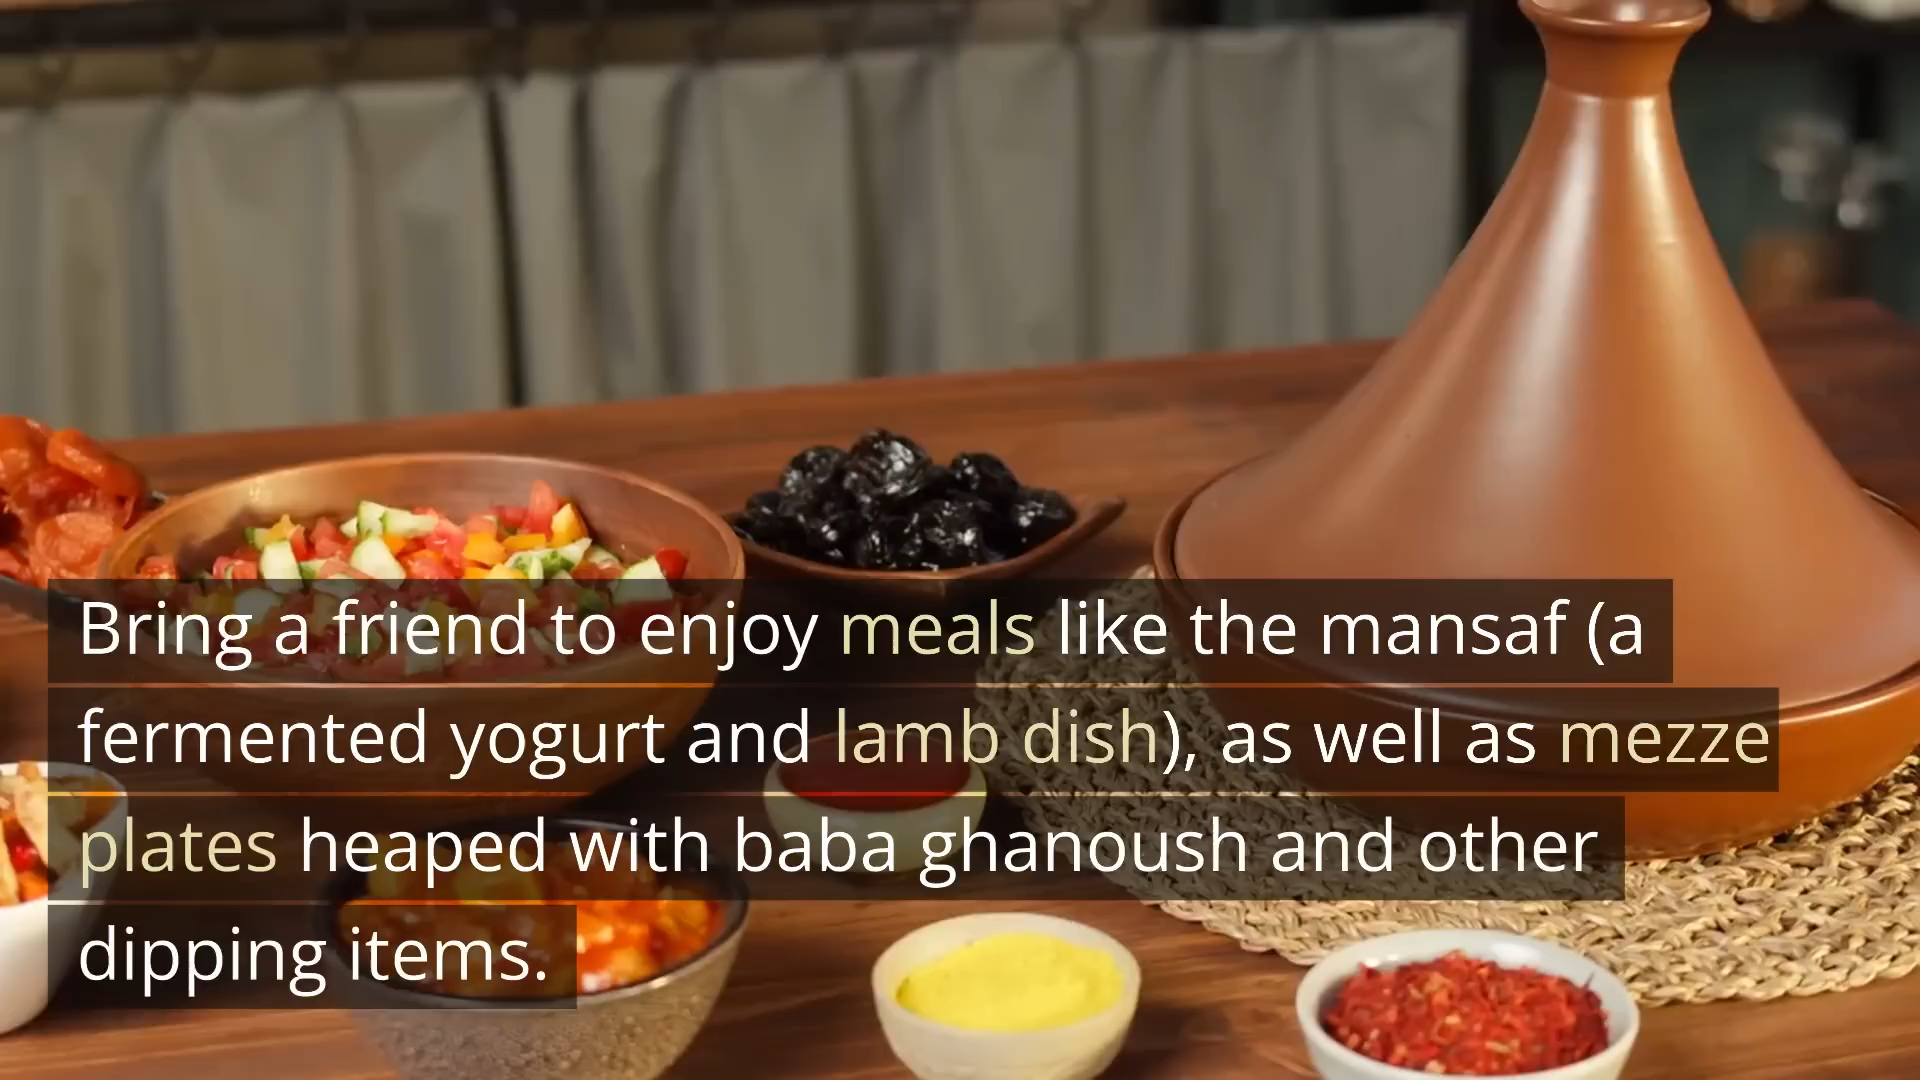 Bring a friend to enjoy meals like the mansaf (a
fermented yogurt and lamb dish), as well as mezze
plates heaped with baba ghanoush and other
dipping items.